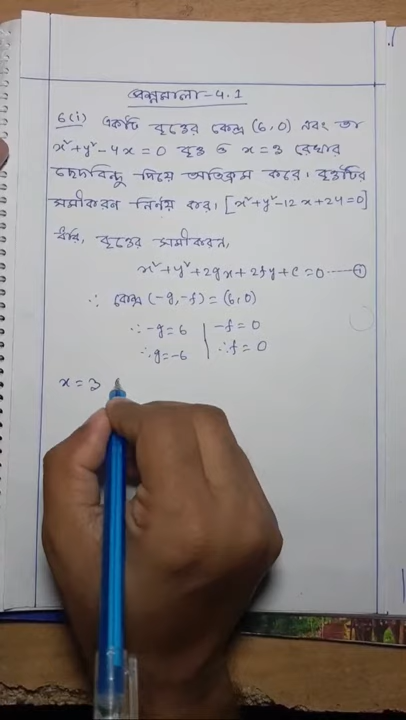 প্রশ্নমালা-4.1
6(i) একটি বৃত্তের কেন্দ্র (6,0) এবং তা
x²+y²-4x=0 বৃত্ত ও x=3 রেখার
ছেদবিন্দু দিয়ে অতিক্রম করে। বৃত্তটির
সমীকরণ নির্ণয় কর। [x²+y²-12x+24=0]
ধরি, বৃত্তের সমীকরণ,
x²+y²+2gx+2fy+c=0 ------①
∴ কেন্দ্র (-g,-f) = (6,0)
∴ -g=6 | -f=0
∴ g=-6 | ∴ f=0
x=3